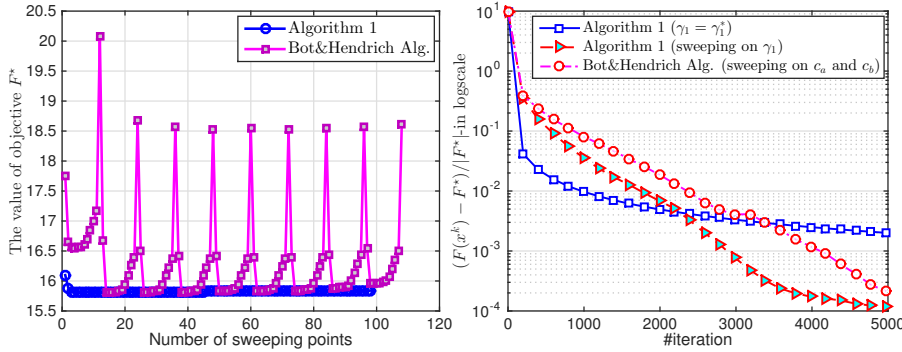 The value of objective F*
20.5
20
19.5
19
18.5
18
17.5
17
16.5
16
15.5
0 20 40 60 80 100 120
Number of sweeping points
Algorithm 1
Bot&Hendrich Alg.
(F(x^k) − F*)/|F*|-in logscale
10^1
10^0
10^-1
10^-2
10^-3
10^-4
0 1000 2000 3000 4000 5000
#iteration
Algorithm 1 (γ₁ = γ₁*)
Algorithm 1 (sweeping on γ₁)
Bot&Hendrich Alg. (sweeping on c_a and c_b)